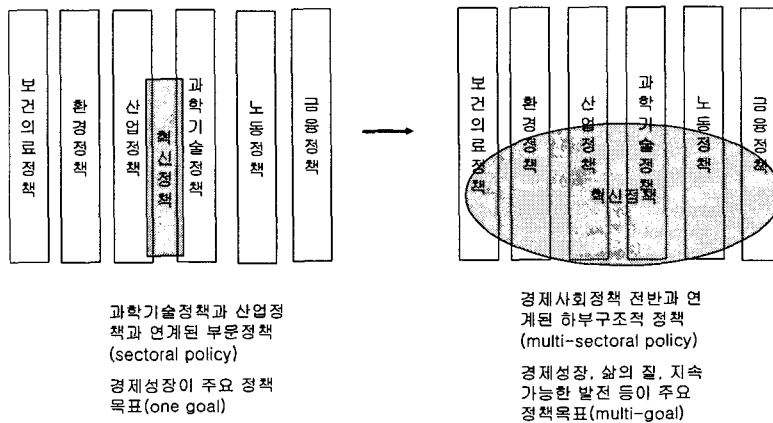 보건의료정책
환경정책
산업정책
혁신정책
과학기술정책
노동정책
금융정책
보건의료정책
환경정책
산업정책
과학기술정책
노동정책
금융정책
혁신정책
과학기술정책과 산업정
책과 연계된 부문정책
(sectoral policy)
경제성장이 주요 정책
목표(one goal)
경제사회정책 전반과 연
계된 하부구조적 정책
(multi-sectoral policy)
경제성장, 삶의 질, 지속
가능한 발전 등이 주요
정책목표(multi-goal)